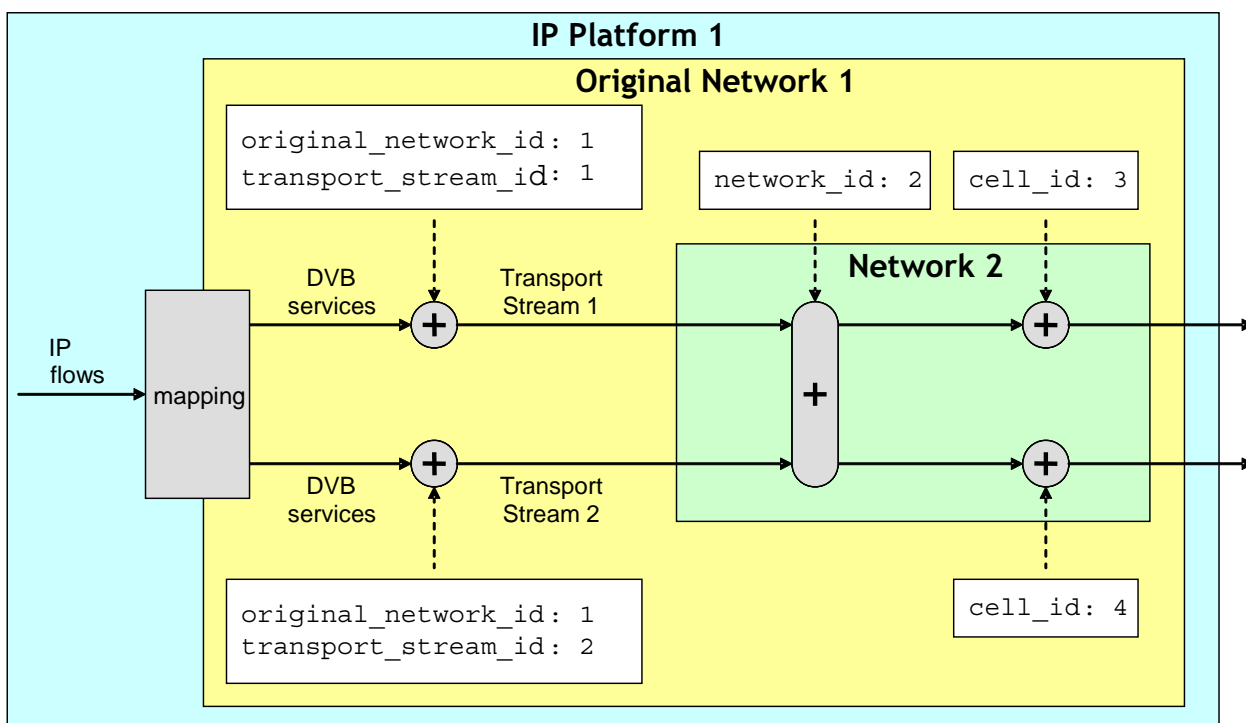 IP Platform 1
Original Network 1
original_network_id: 1
transport_stream_id: 1
network_id: 2
cell_id: 3
Network 2
DVB
services
Transport
Stream 1
+
+
IP
flows
mapping
+
+
+
DVB
services
Transport
Stream 2
original_network_id: 1
transport_stream_id: 2
cell_id: 4